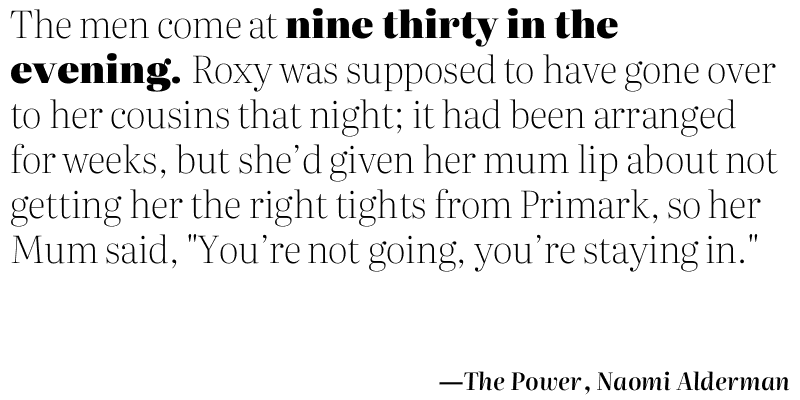 The men come at nine thirty in the
evening. Roxy was supposed to have gone over
to her cousins that night; it had been arranged
for weeks, but she’d given her mum lip about not
getting her the right tights from Primark, so her
Mum said, "You’re not going, you’re staying in."
—The Power, Naomi Alderman